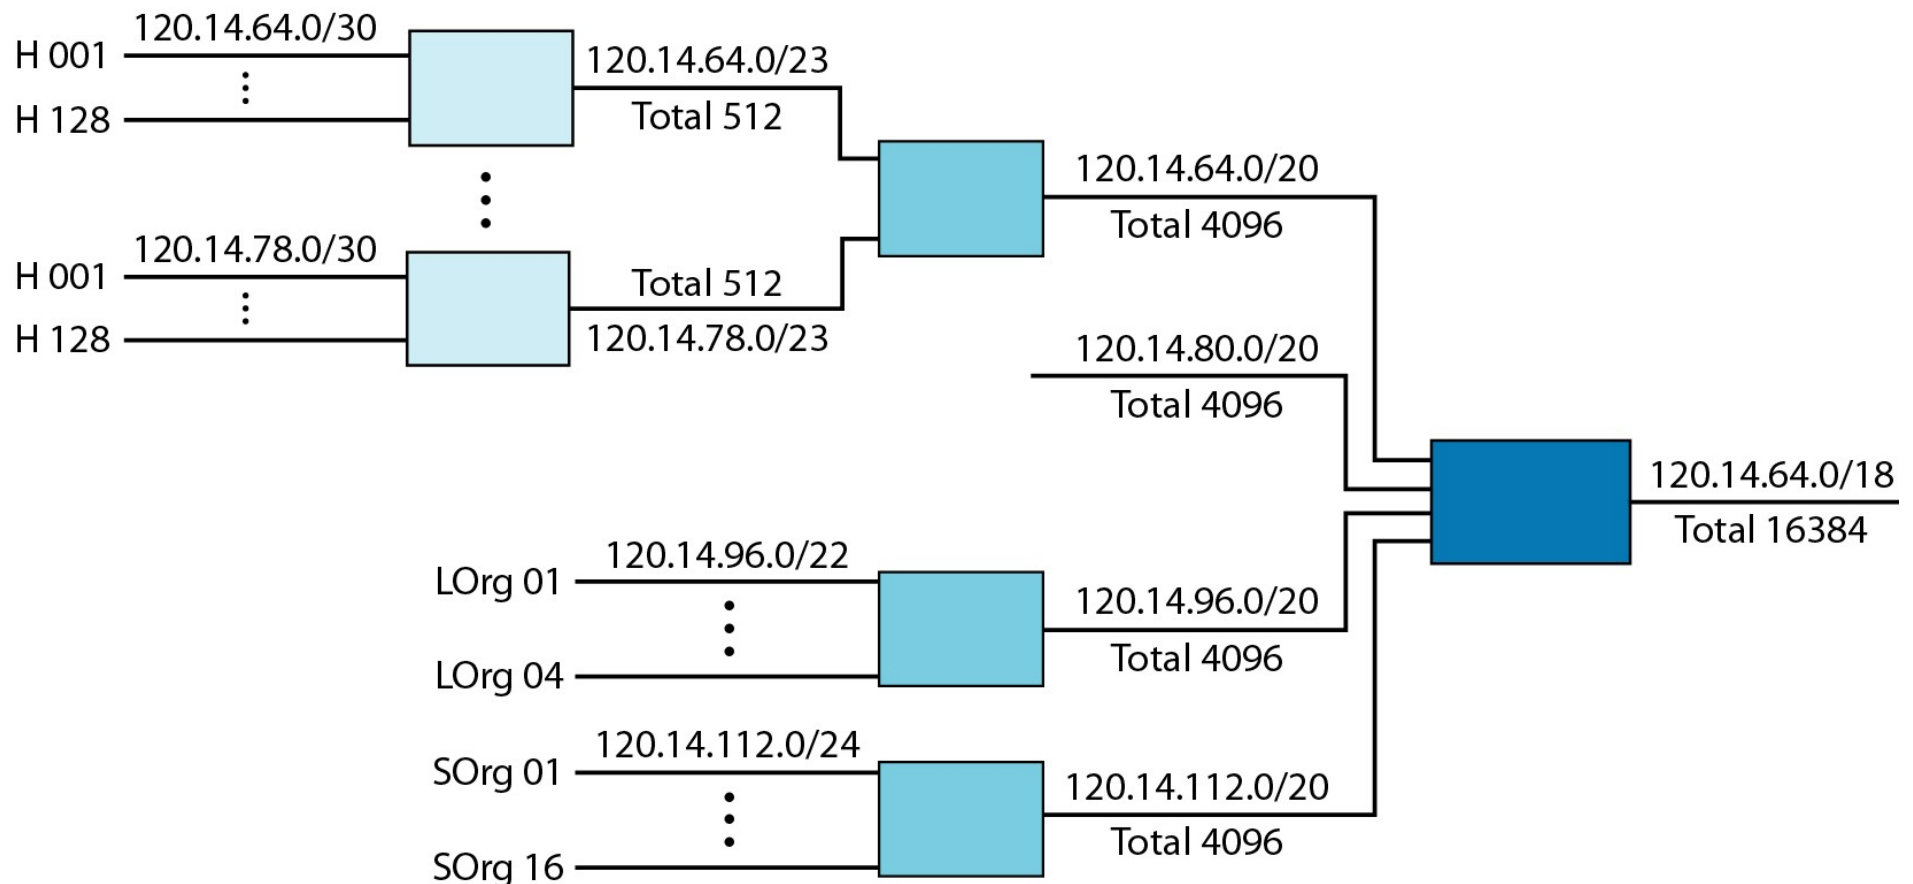 120.14.64.0/30
H 001
H 128
120.14.64.0/23
Total 512
120.14.78.0/30
H 001
H 128
Total 512
120.14.78.0/23
120.14.64.0/20
Total 4096
120.14.80.0/20
Total 4096
LOrg 01
120.14.96.0/22
LOrg 04
120.14.96.0/20
Total 4096
SOrg 01
120.14.112.0/24
SOrg 16
120.14.112.0/20
Total 4096
120.14.64.0/18
Total 16384